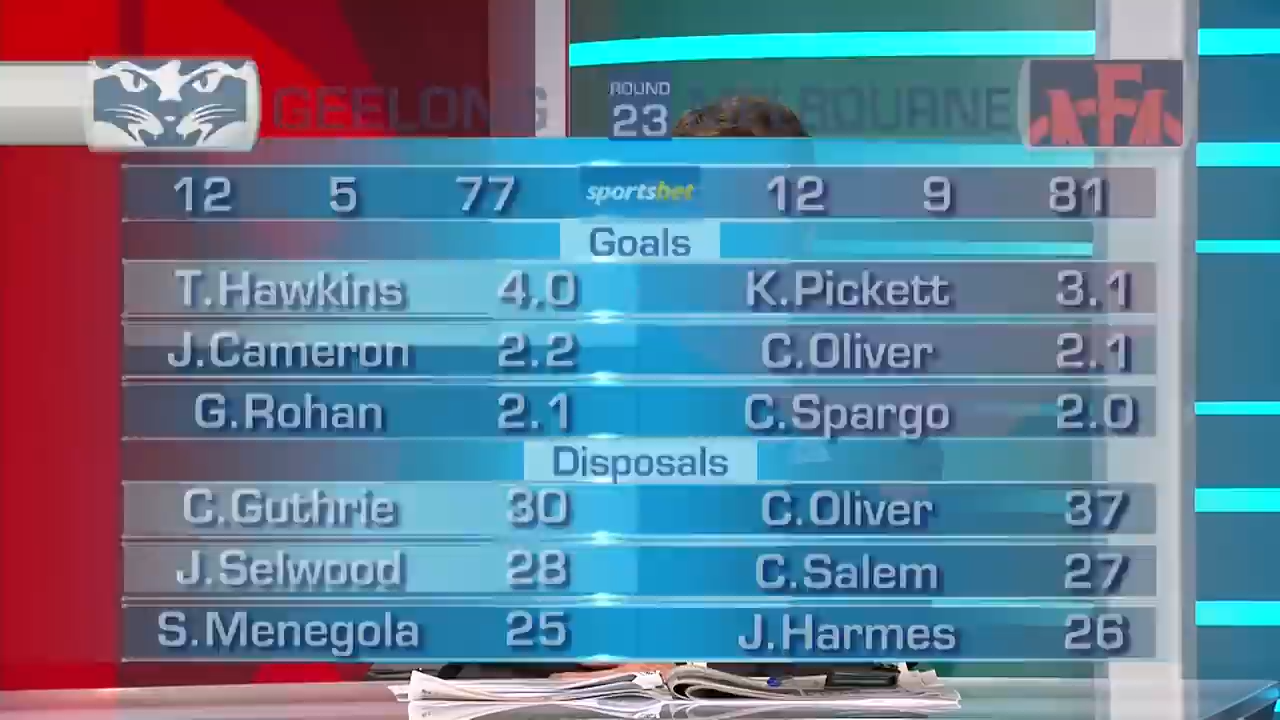 GEELONG ROUND 23 MELBOURNE
12 5 77 sportsbet 12 9 81
Goals
T.Hawkins 4.0 K.Pickett 3.1
J.Cameron 2.2 C.Oliver 2.1
G.Rohan 2.1 C.Spargo 2.0
Disposals
C.Guthrie 30 C.Oliver 37
J.Selwood 28 C.Salem 27
S.Menegola 25 J.Harmes 26